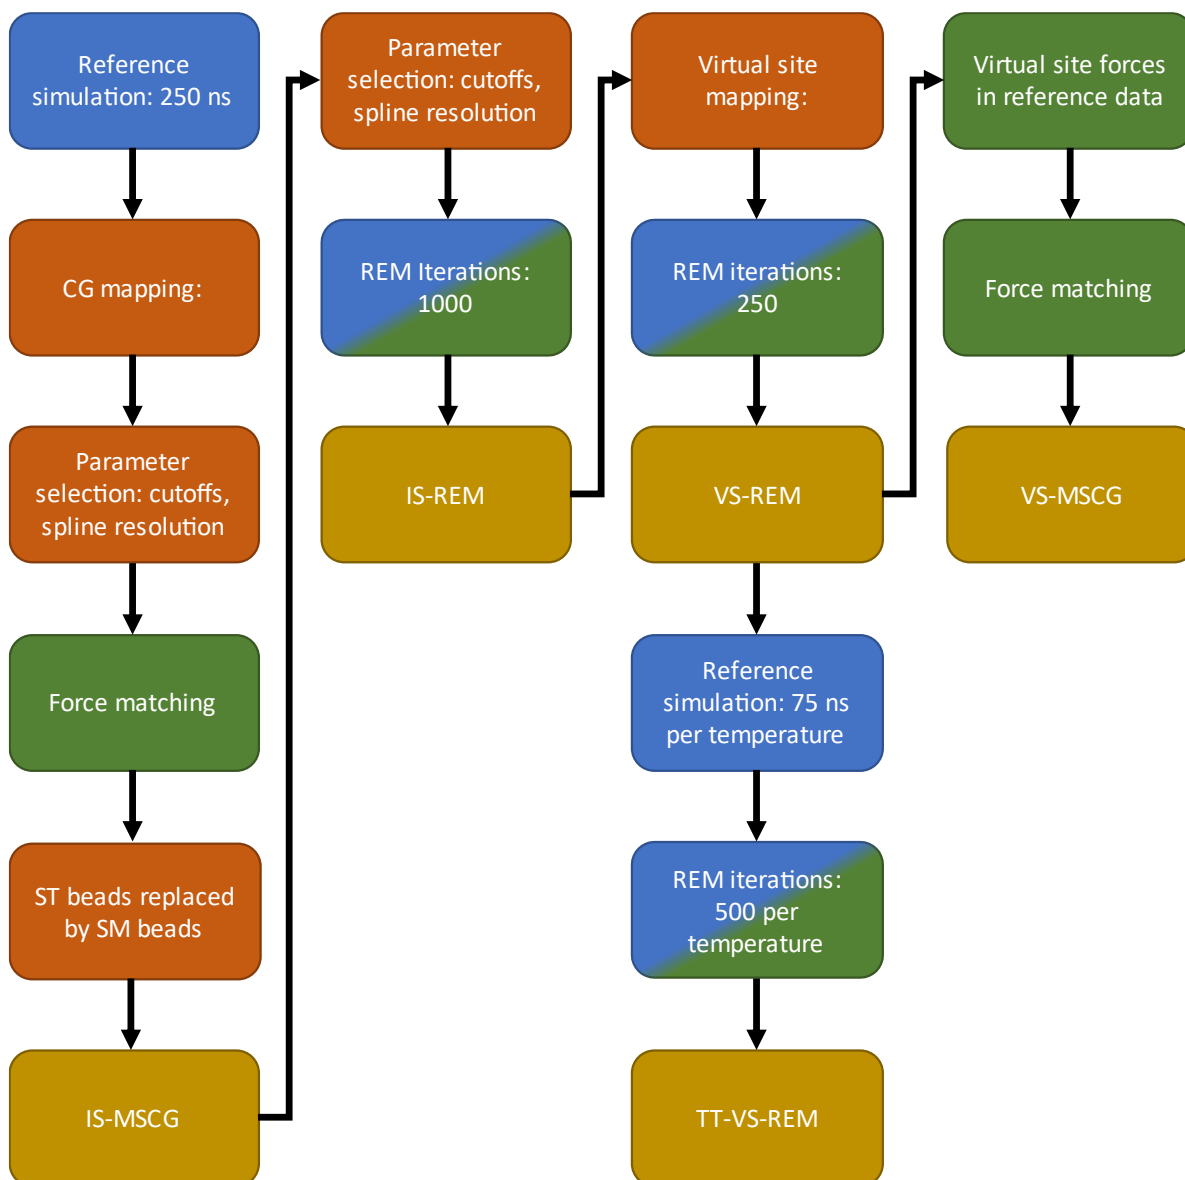 Reference
simulation: 250 ns
CG mapping:
Parameter
selection: cutoffs,
spline resolution
Force matching
ST beads replaced
by SM beads
IS-MSCG
Parameter
selection: cutoffs,
spline resolution
REM Iterations:
1000
IS-REM
Virtual site
mapping:
REM iterations:
250
VS-REM
Reference
simulation: 75 ns
per temperature
REM iterations:
500 per
temperature
TT-VS-REM
Virtual site forces
in reference data
Force matching
VS-MSCG